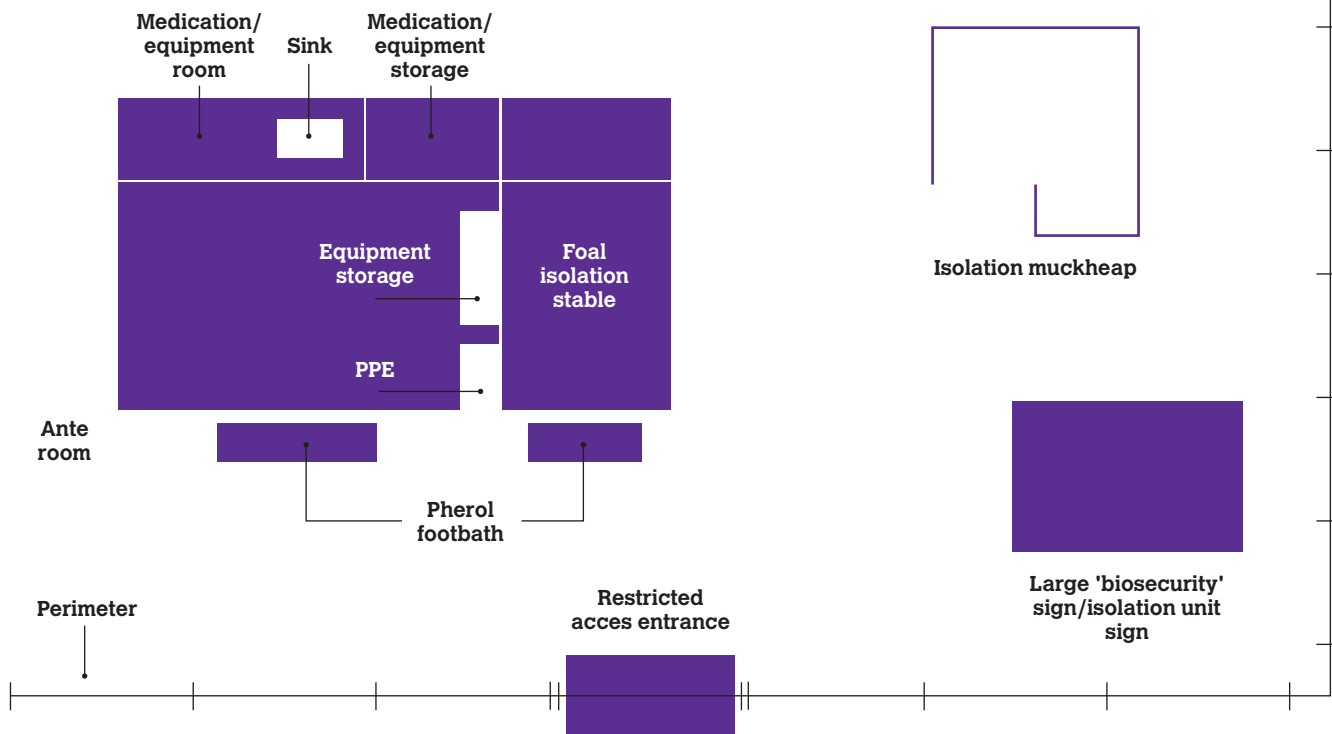 Medication/
equipment
room
Sink
Medication/
equipment
storage
Equipment
storage
Foal
isolation
stable
Isolation muckheap
PPE
Ante
room
Pherol
footbath
Large 'biosecurity'
sign/isolation unit
sign
Perimeter
Restricted
acces entrance